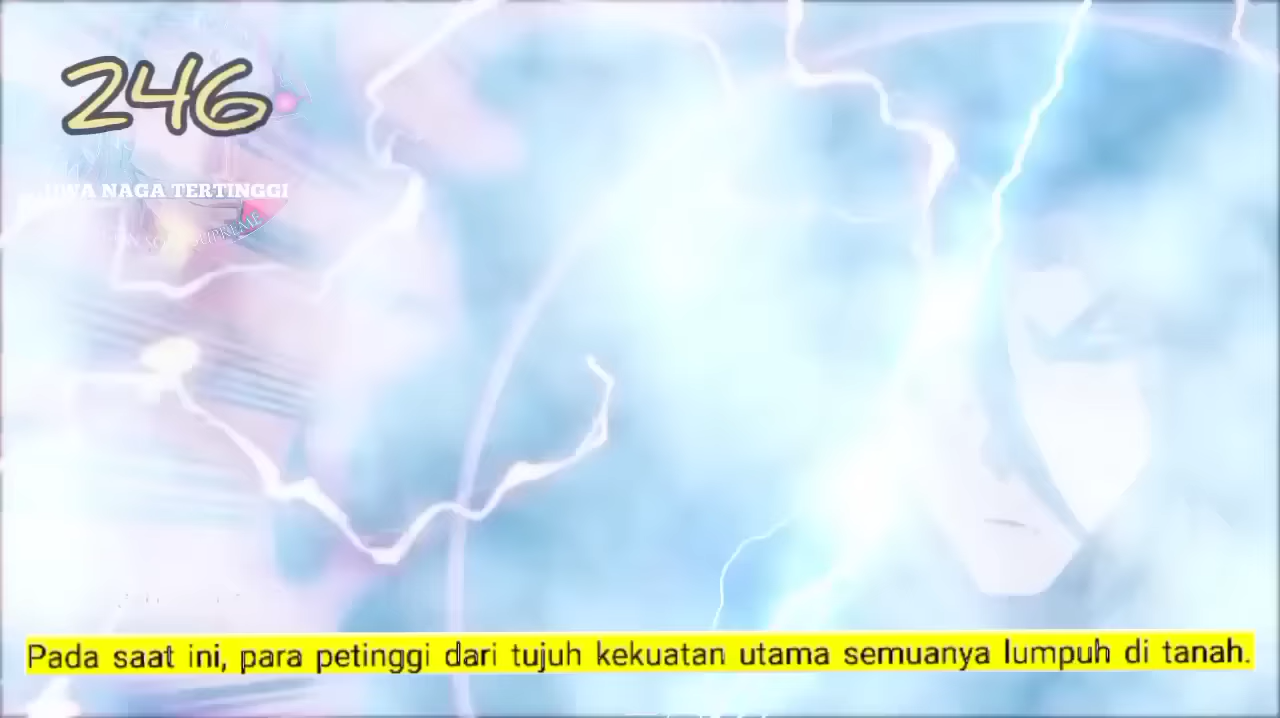 246
NAGA TERTINGGI
Pada saat ini, para petinggi dari tujuh kekuatan utama semuanya lumpuh di tanah.